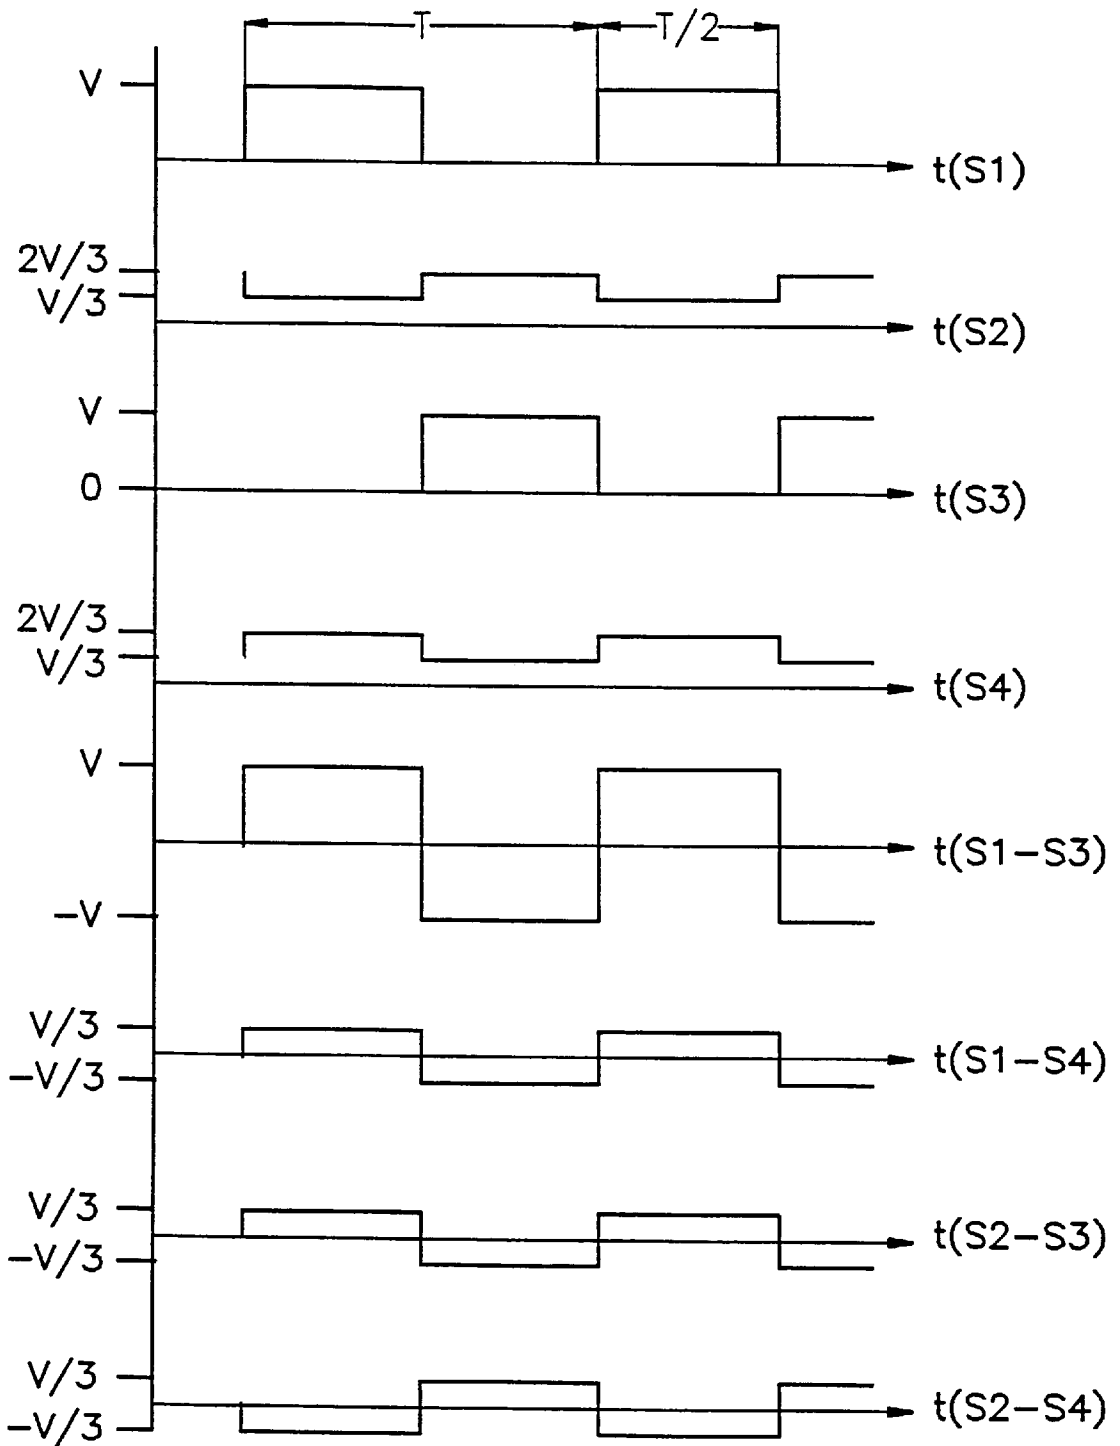 T T/2
V
t(S1)
2V/3
V/3
t(S2)
V
0
t(S3)
2V/3
V/3
t(S4)
V
t(S1-S3)
-V
V/3
t(S1-S4)
-V/3
V/3
t(S2-S3)
-V/3
V/3
t(S2-S4)
-V/3